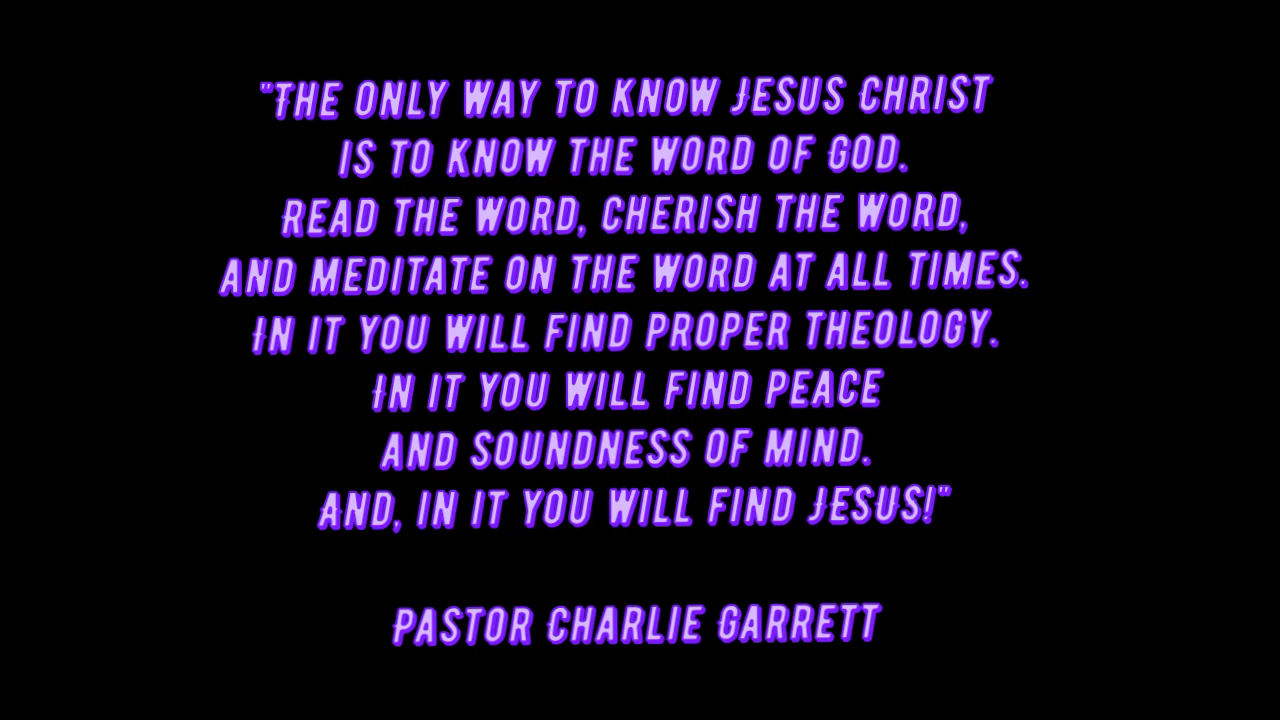 "The only way to know Jesus Christ
is to know the word of God.
Read the word, cherish the word,
and meditate on the word at all times.
In it you will find proper theology.
In it you will find peace
and soundness of mind.
And, in it you will find Jesus!"
Pastor Charlie Garrett